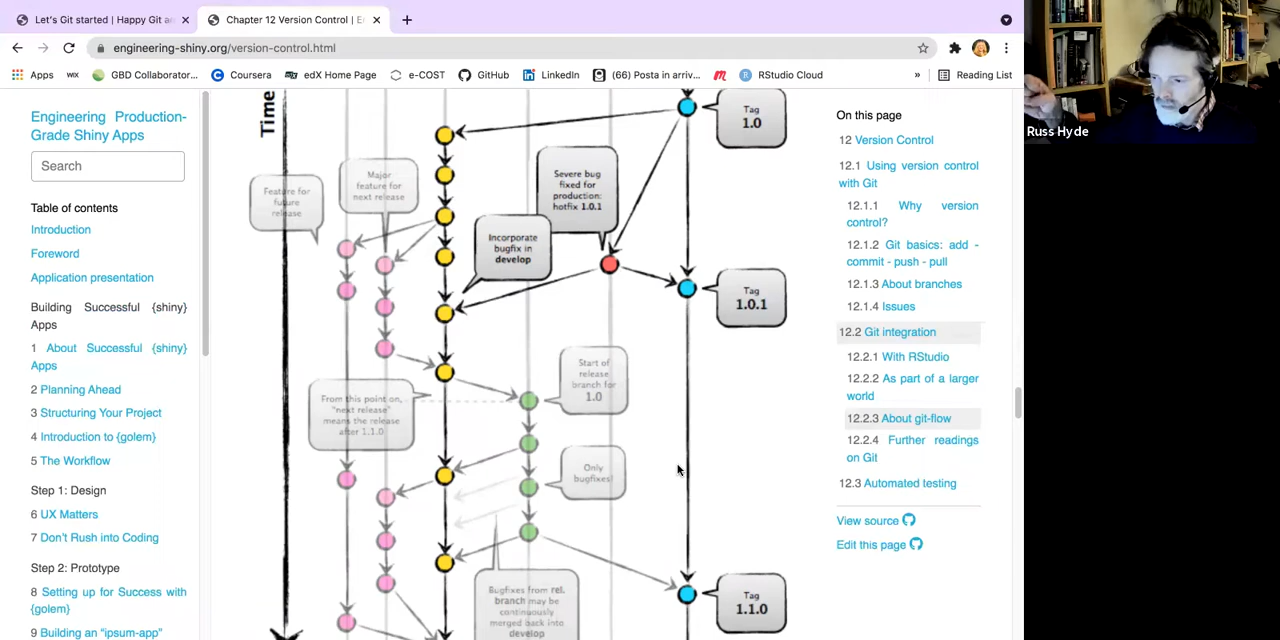 Let's Git started | Happy Git an
Chapter 12 Version Control | E
engineering-shiny.org/version-control.html
Apps
WIX
GBD Collaborator...
Coursera
edX Home Page
e-COST
GitHub
LinkedIn
(66) Posta in arriv...
RStudio Cloud
»
Reading List
Russ Hyde
Engineering Production-
Grade Shiny Apps
Search
Table of contents
Introduction
Foreword
Application presentation
Building Successful {shiny}
Apps
1 About Successful {shiny}
Apps
2 Planning Ahead
3 Structuring Your Project
4 Introduction to {golem}
5 The Workflow
Step 1: Design
6 UX Matters
7 Don't Rush into Coding
Step 2: Prototype
8 Setting up for Success with
{golem}
9 Building an "ipsum-app"
Time
Feature for
future
release
Major
feature for
next release
Severe bug
fixed for
production:
hotfix 1.0.1
Incorporate
bugfix in
develop
Tag
1.0
Tag
1.0.1
Start of
release
branch for
1.0
From this point on,
"next release"
means the release
after 1.1.0
Only
bugfixes!
Bugfixes from rel.
branch may be
continuously
merged back into
develop
Tag
1.1.0
On this page
12 Version Control
12.1 Using version control
with Git
12.1.1 Why version
control?
12.1.2 Git basics: add -
commit - push - pull
12.1.3 About branches
12.1.4 Issues
12.2 Git integration
12.2.1 With RStudio
12.2.2 As part of a larger
world
12.2.3 About git-flow
12.2.4 Further readings
on Git
12.3 Automated testing
View source
Edit this page